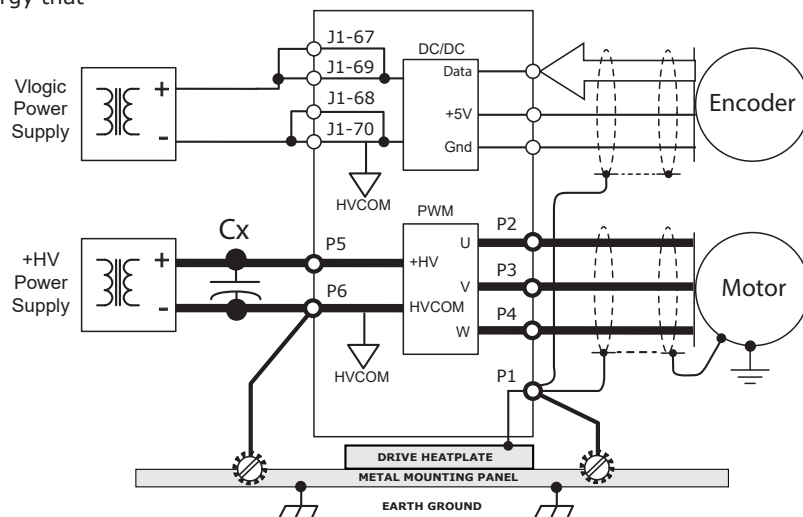 rgy that
J1-67
J1-69
J1-68
J1-70
DC/DC
Data
+5V
Gnd
Vlogic
Power
Supply
+
-
HVCOM
Encoder
Cx
P5
P6
+HV
Power
Supply
+
-
PWM
+HV
HVCOM
U
V
W
P2
P3
P4
HVCOM
Motor
P1
DRIVE HEATPLATE
METAL MOUNTING PANEL
EARTH GROUND